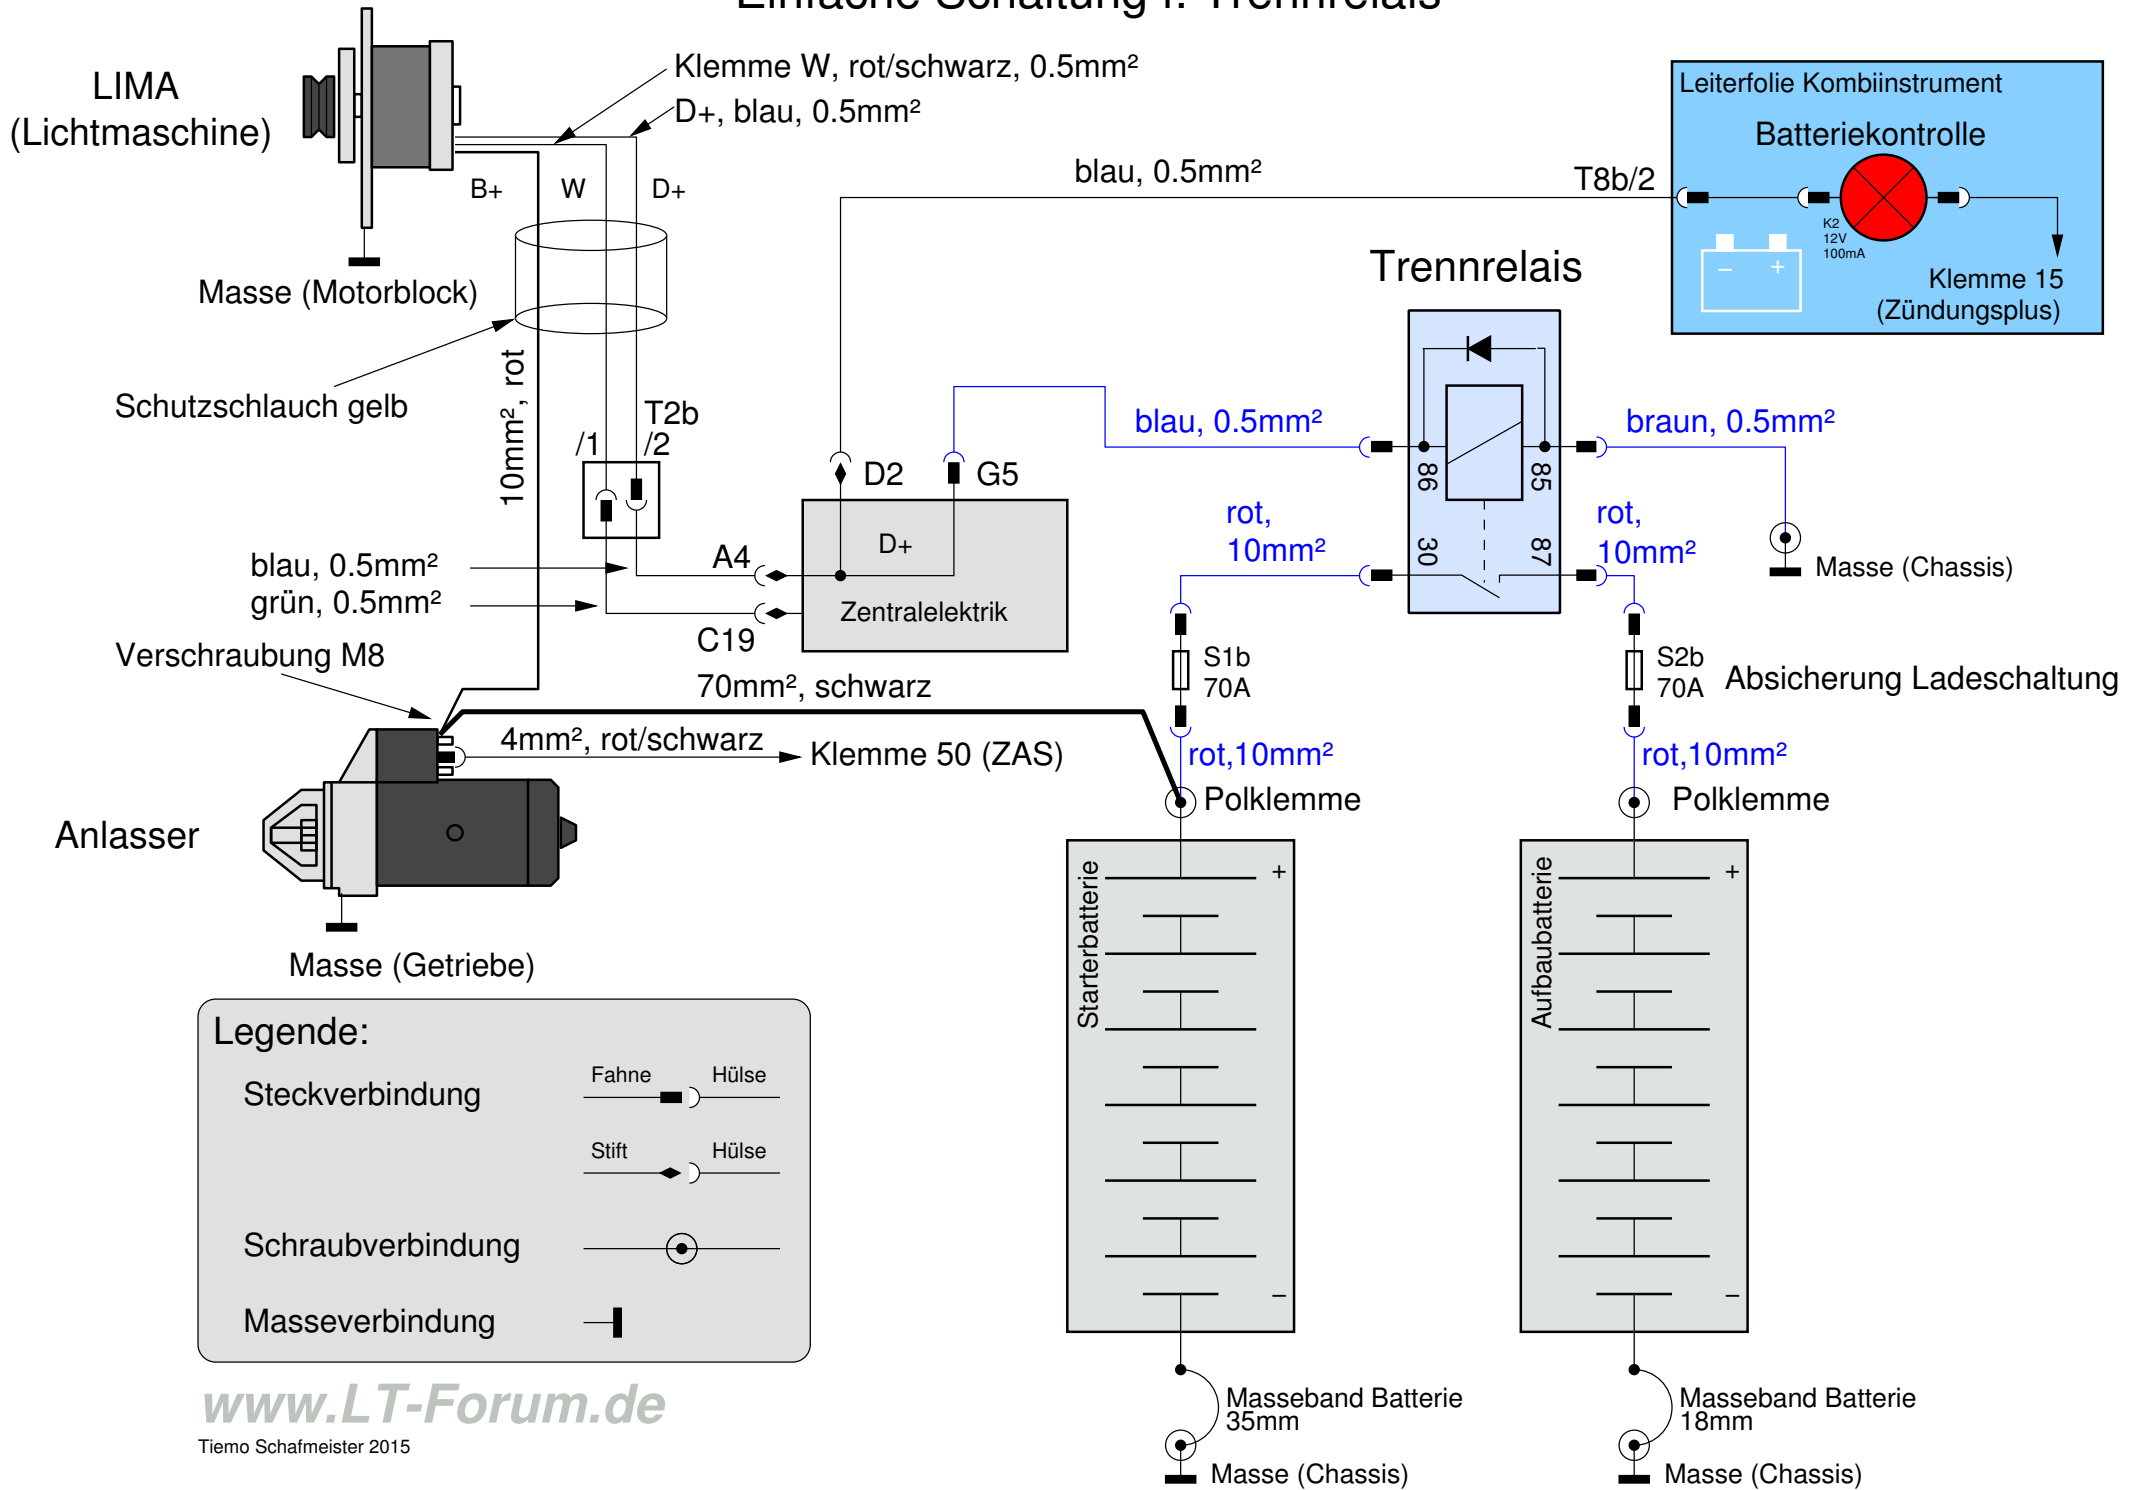 Einfache Schaltung f. Trennrelais
LIMA
(Lichtmaschine)
Klemme W, rot/schwarz, 0.5mm²
D+, blau, 0.5mm²
B+
W
D+
Masse (Motorblock)
Schutzschlauch gelb
10mm², rot
T2b
/1
/2
blau, 0.5mm²
T8b/2
Leiterfolie Kombiinstrument
Batteriekontrolle
K2
12V
100mA
– +
Klemme 15
(Zündungsplus)
Trennrelais
blau, 0.5mm²
braun, 0.5mm²
86
85
30
87
rot,
10mm²
rot,
10mm²
Masse (Chassis)
D2
G5
D+
Zentralelektrik
A4
C19
blau, 0.5mm²
grün, 0.5mm²
Verschraubung M8
70mm², schwarz
4mm², rot/schwarz
Klemme 50 (ZAS)
S1b
70A
S2b
70A
Absicherung Ladeschaltung
rot,10mm²
rot,10mm²
Polklemme
Polklemme
Anlasser
Masse (Getriebe)
Starterbatterie
+
–
Aufbaubatterie
+
–
Masseband Batterie
35mm
Masse (Chassis)
Masseband Batterie
18mm
Masse (Chassis)
Legende:
Steckverbindung
Fahne
Hülse
Stift
Hülse
Schraubverbindung
Masseverbindung
www.LT-Forum.de
Tiemo Schafmeister 2015